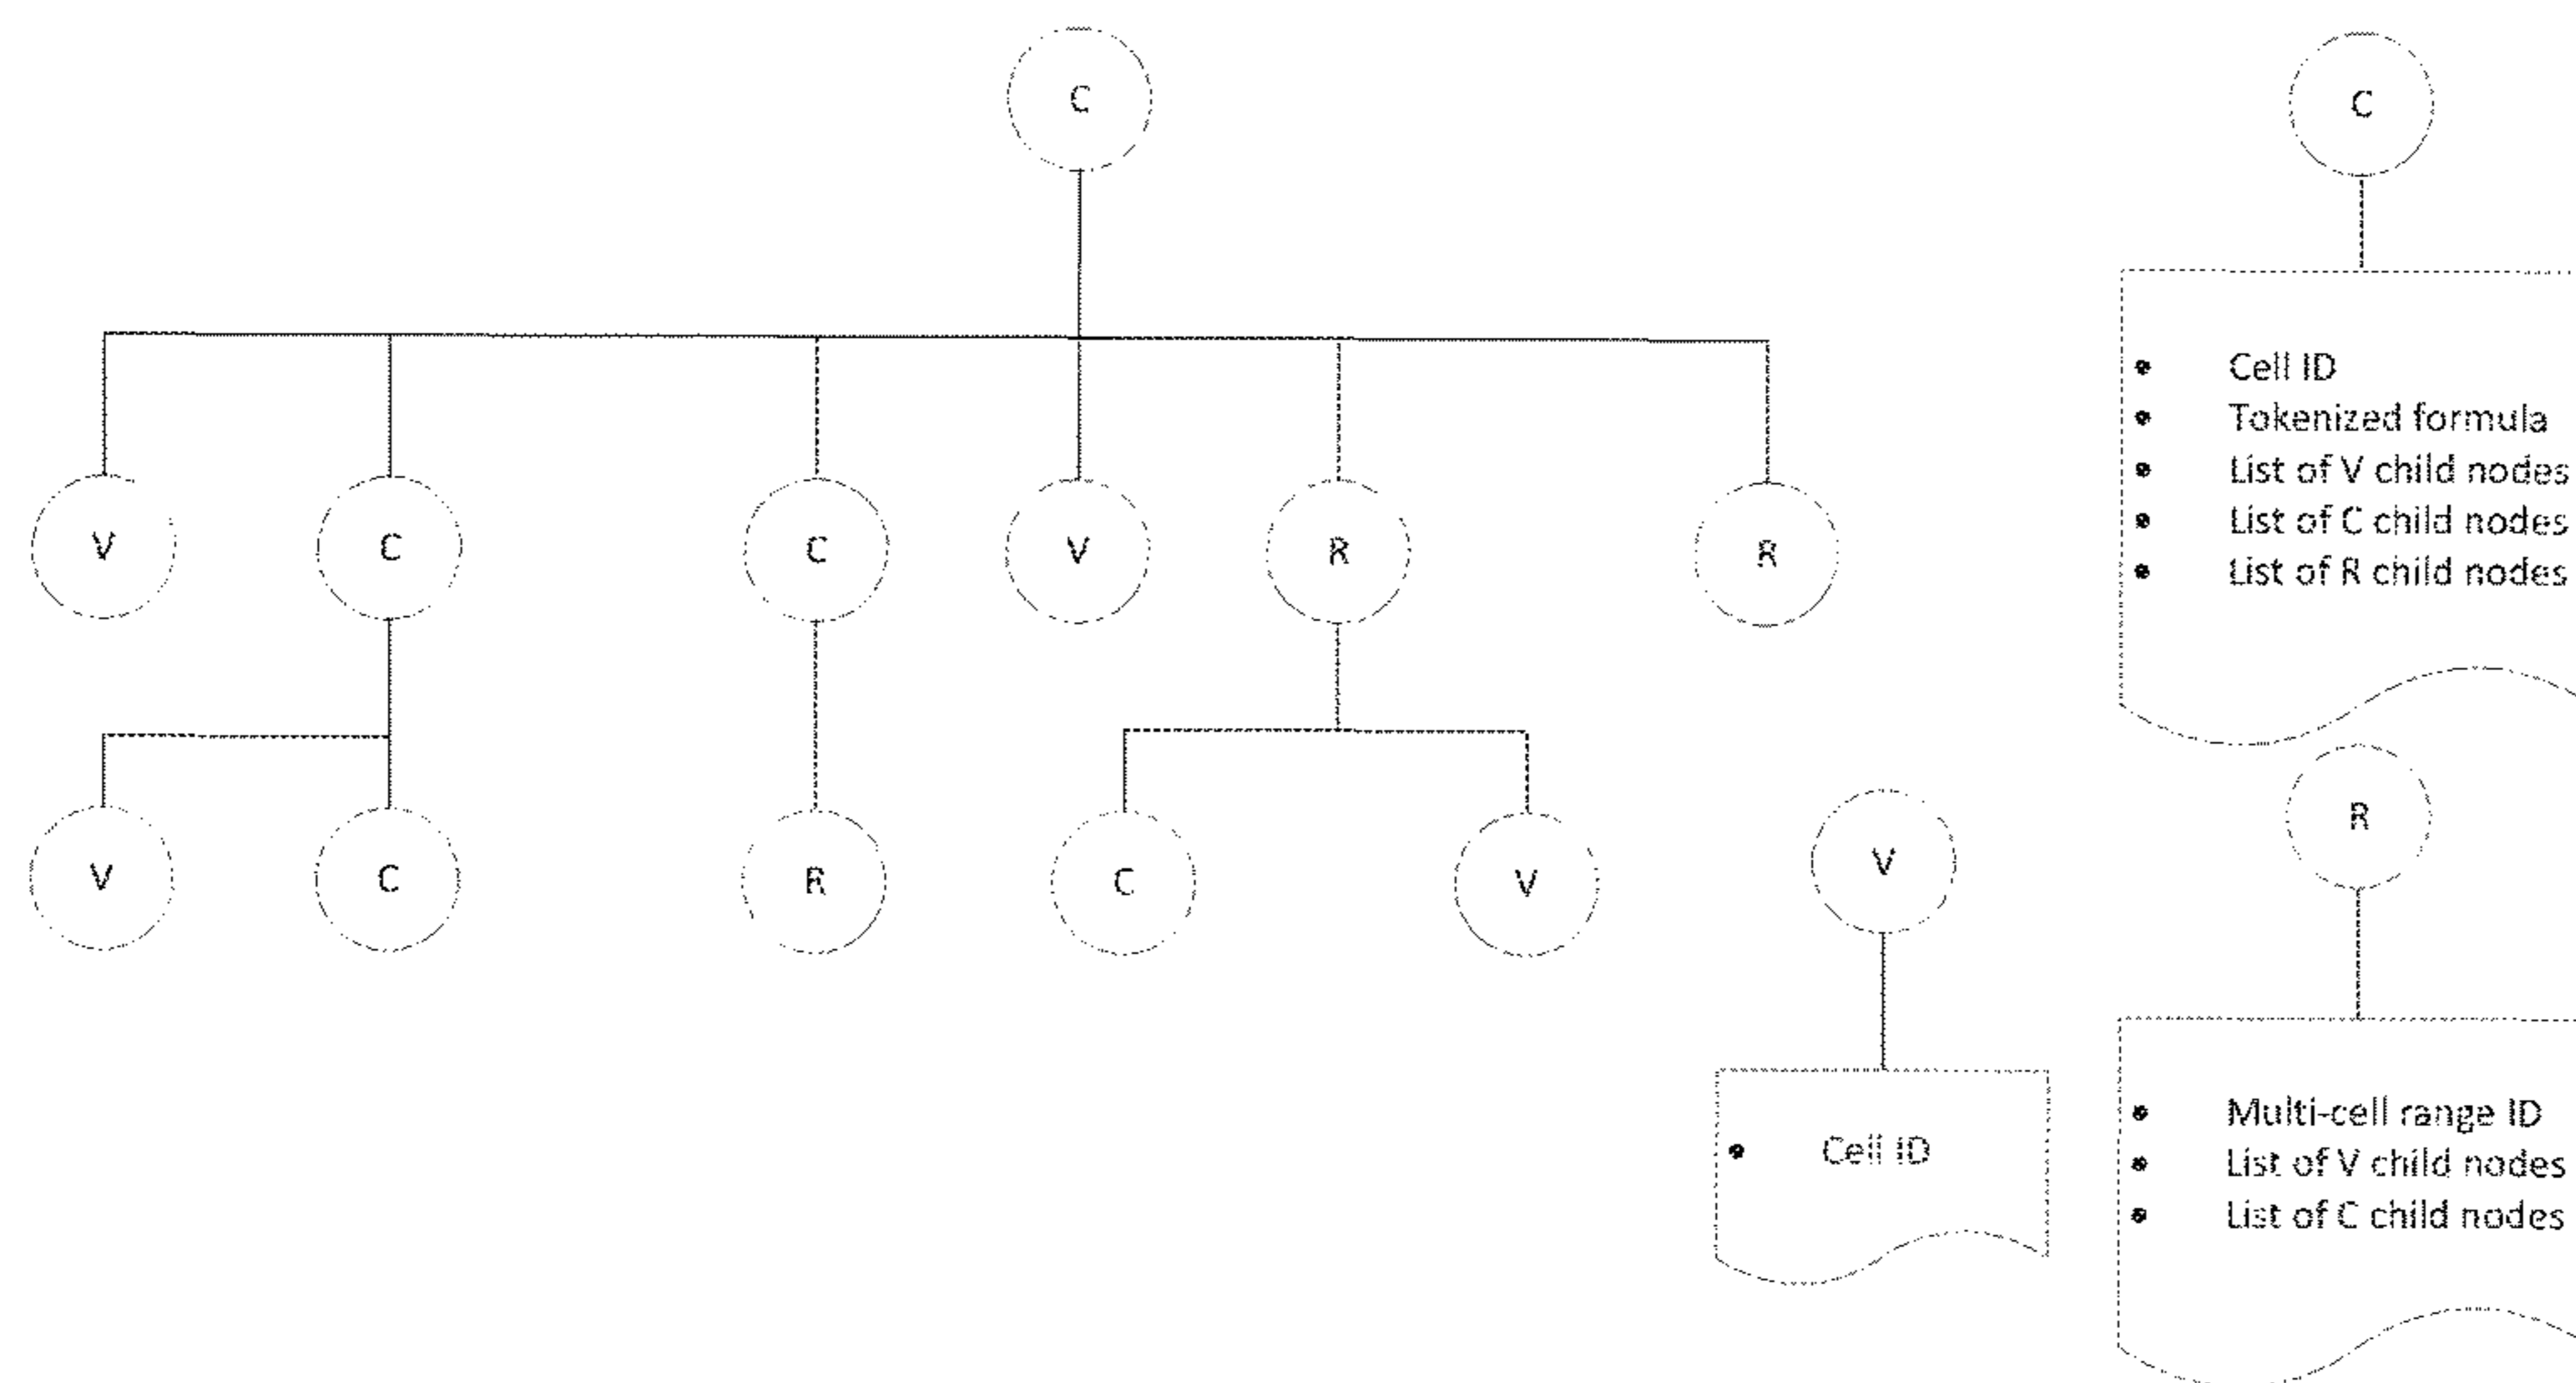 C
C
• Cell ID
• Tokenized formula
• List of V child nodes
• List of C child nodes
• List of R child nodes
V
C
C
V
R
R
V
C
R
C
V
V
• Cell ID
R
• Multi-cell range ID
• List of V child nodes
• List of C child nodes